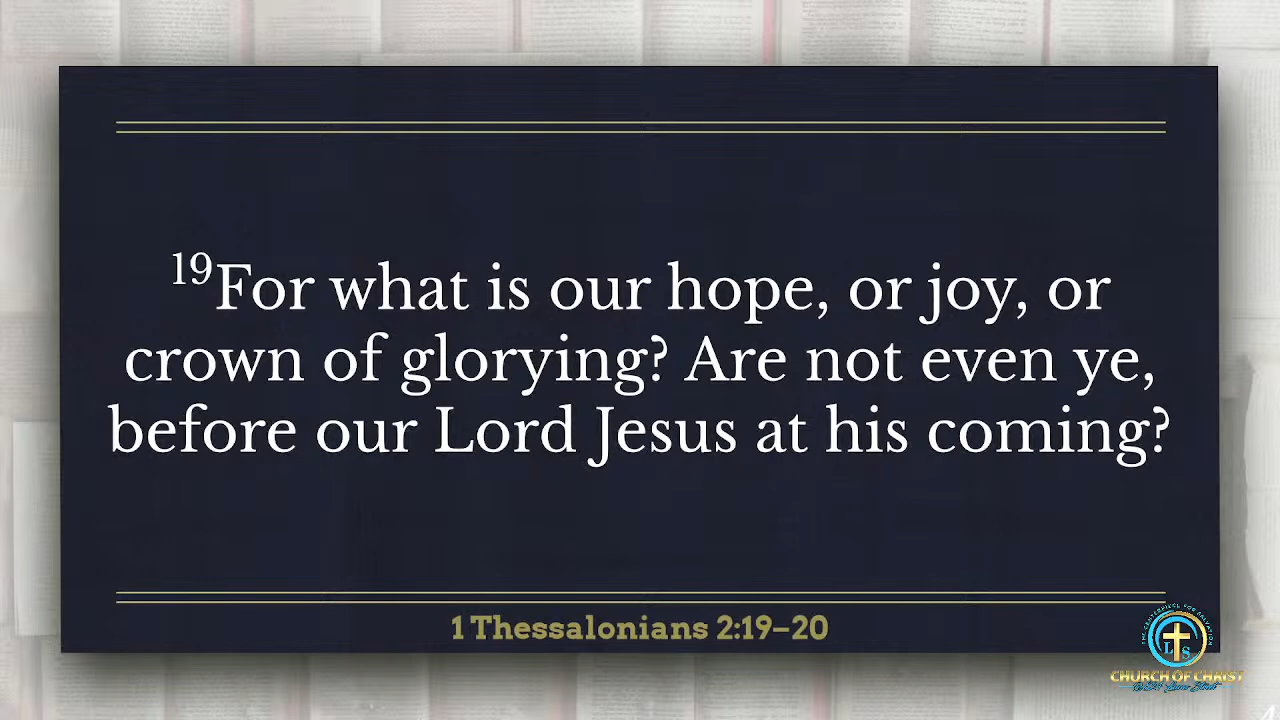 ¹⁹For what is our hope, or joy, or
crown of glorying? Are not even ye,
before our Lord Jesus at his coming?
1 Thessalonians 2:19–20
L S
CHURCH OF CHRIST